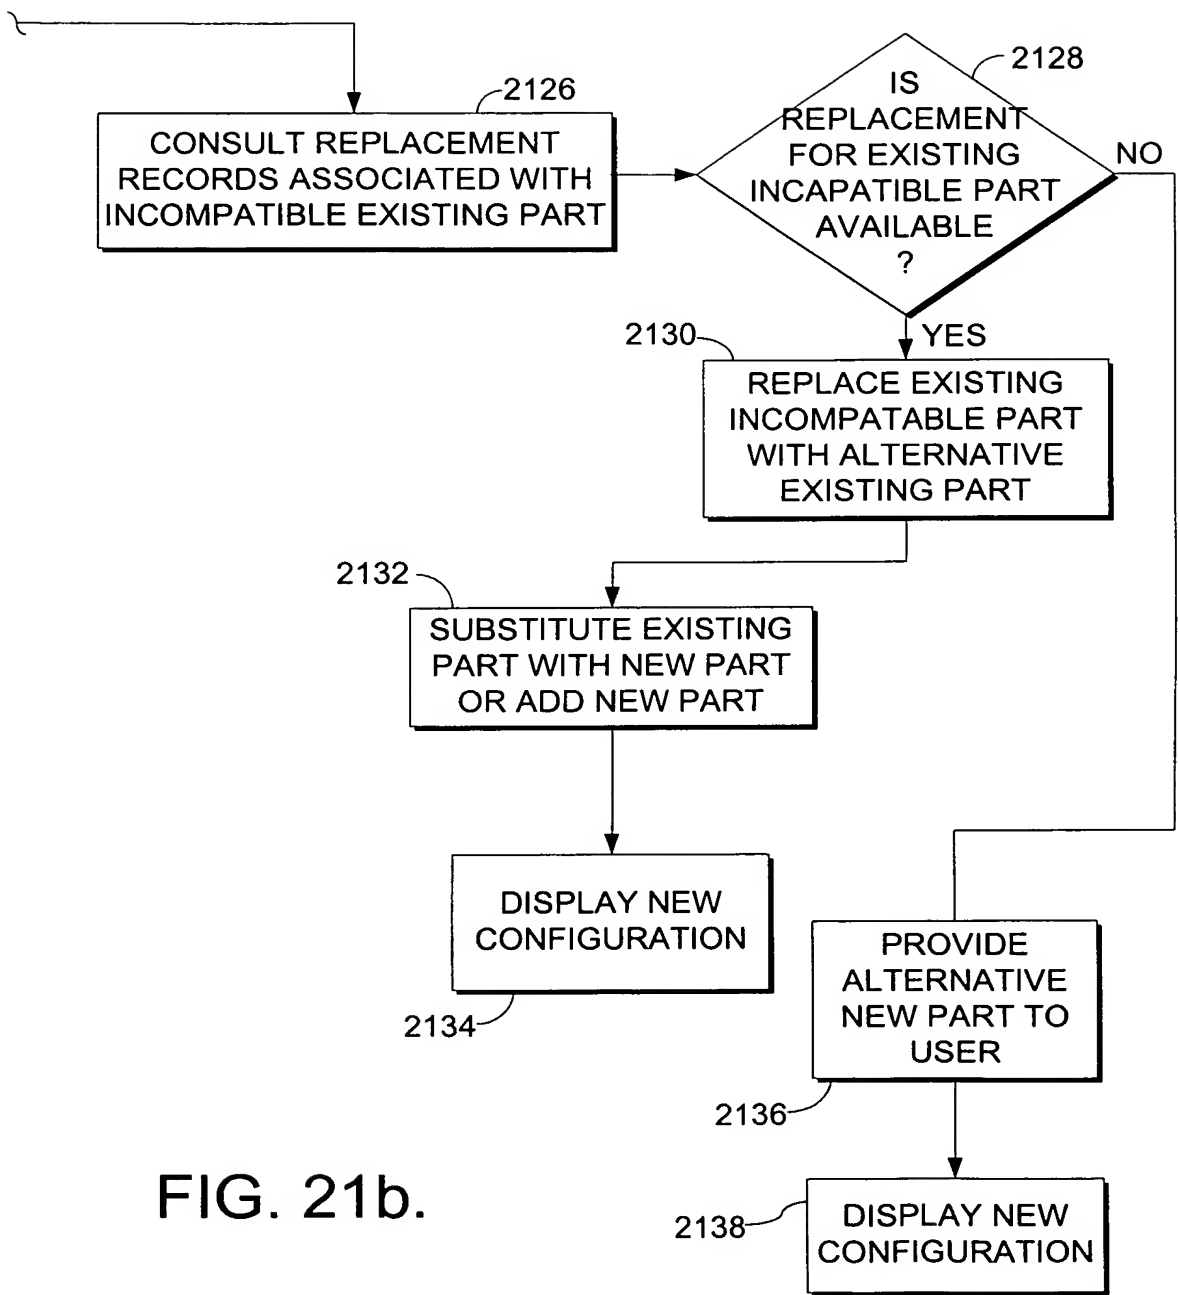 2126
CONSULT REPLACEMENT
RECORDS ASSOCIATED WITH
INCOMPATIBLE EXISTING PART
2128
IS
REPLACEMENT
FOR EXISTING
INCAPATIBLE PART
AVAILABLE
?
NO
YES
2130
REPLACE EXISTING
INCOMPATABLE PART
WITH ALTERNATIVE
EXISTING PART
2132
SUBSTITUTE EXISTING
PART WITH NEW PART
OR ADD NEW PART
DISPLAY NEW
CONFIGURATION
2134
PROVIDE
ALTERNATIVE
NEW PART TO
USER
2136
DISPLAY NEW
CONFIGURATION
2138
FIG. 21b.